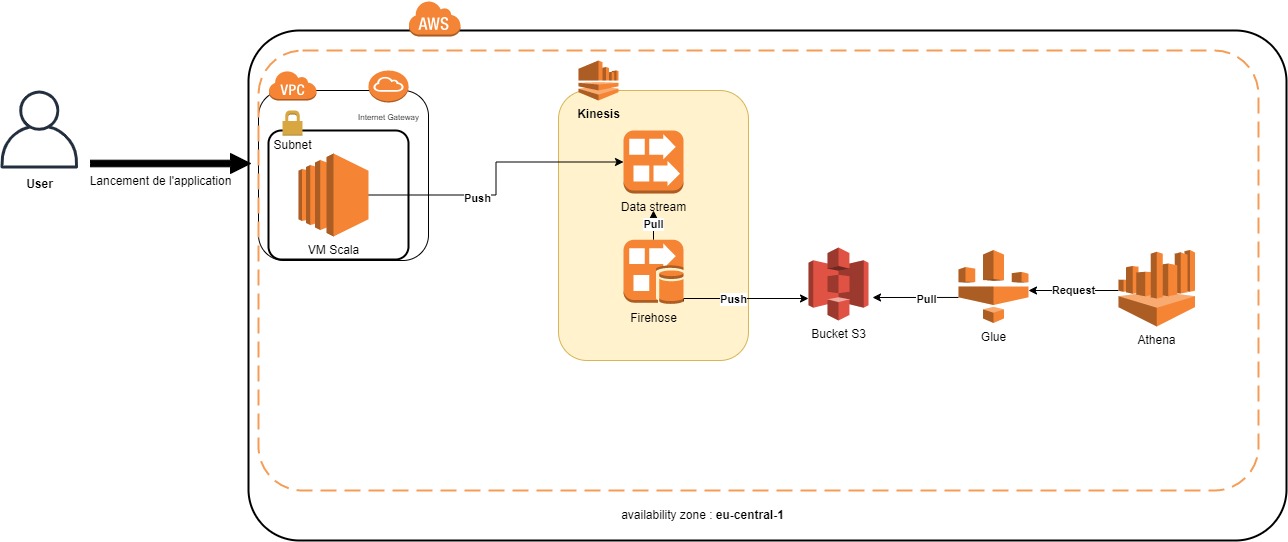 AWS
VPC
Internet Gateway
Subnet
VM Scala
User
Lancement de l'application
Push
Kinesis
Data stream
Pull
Firehose
Push
Bucket S3
Pull
Glue
Request
Athena
availability zone : eu-central-1